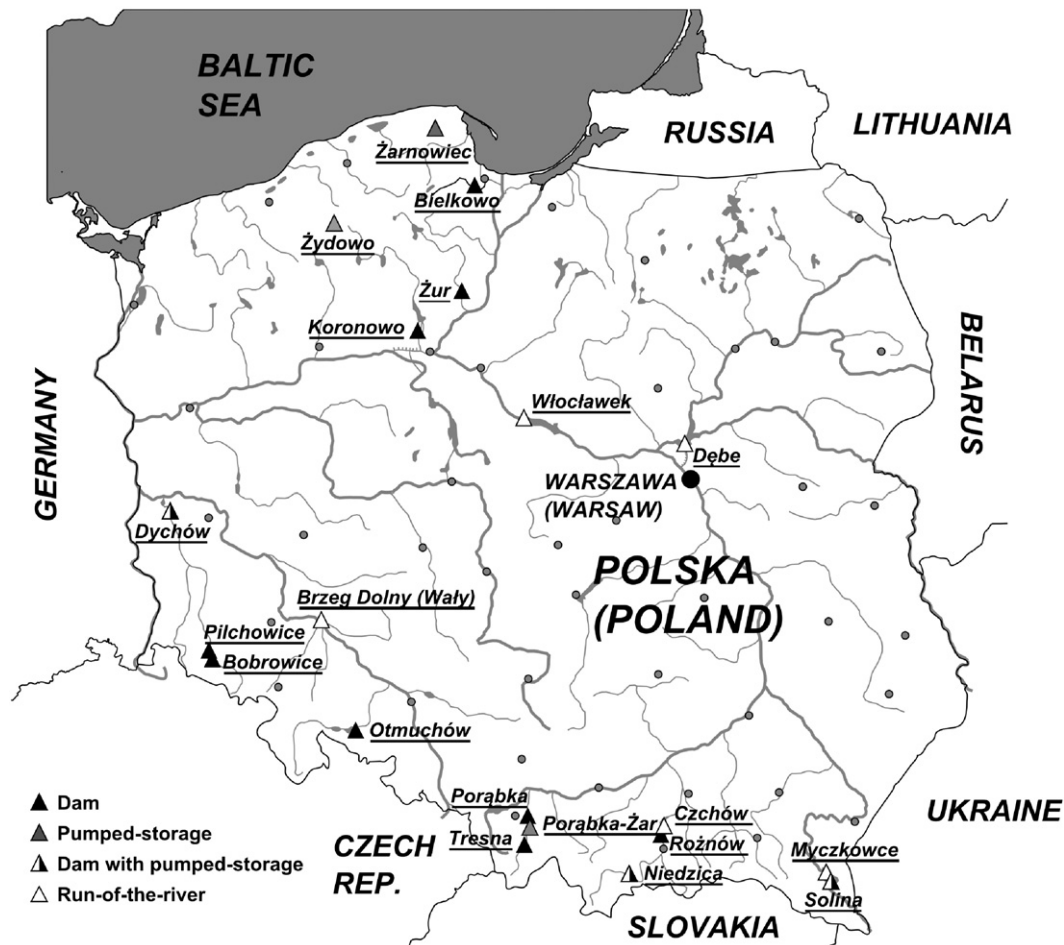 BALTIC
SEA
RUSSIA
LITHUANIA
Żarnowiec
Bielkowo
Żydowo
Żur
Koronowo
BELARUS
GERMANY
Włocławek
Dębe
WARSZAWA
(WARSAW)
Dychów
POLSKA
(POLAND)
Brzeg Dolny (Wały)
Pilchowice
Bobrowice
Otmuchów
Porąbka
Porąbka-Żar
Czchów
Tresna
Rożnów
Niedzica
Myczkowce
Solina
UKRAINE
CZECH
REP.
SLOVAKIA
Dam
Pumped-storage
Dam with pumped-storage
Run-of-the-river